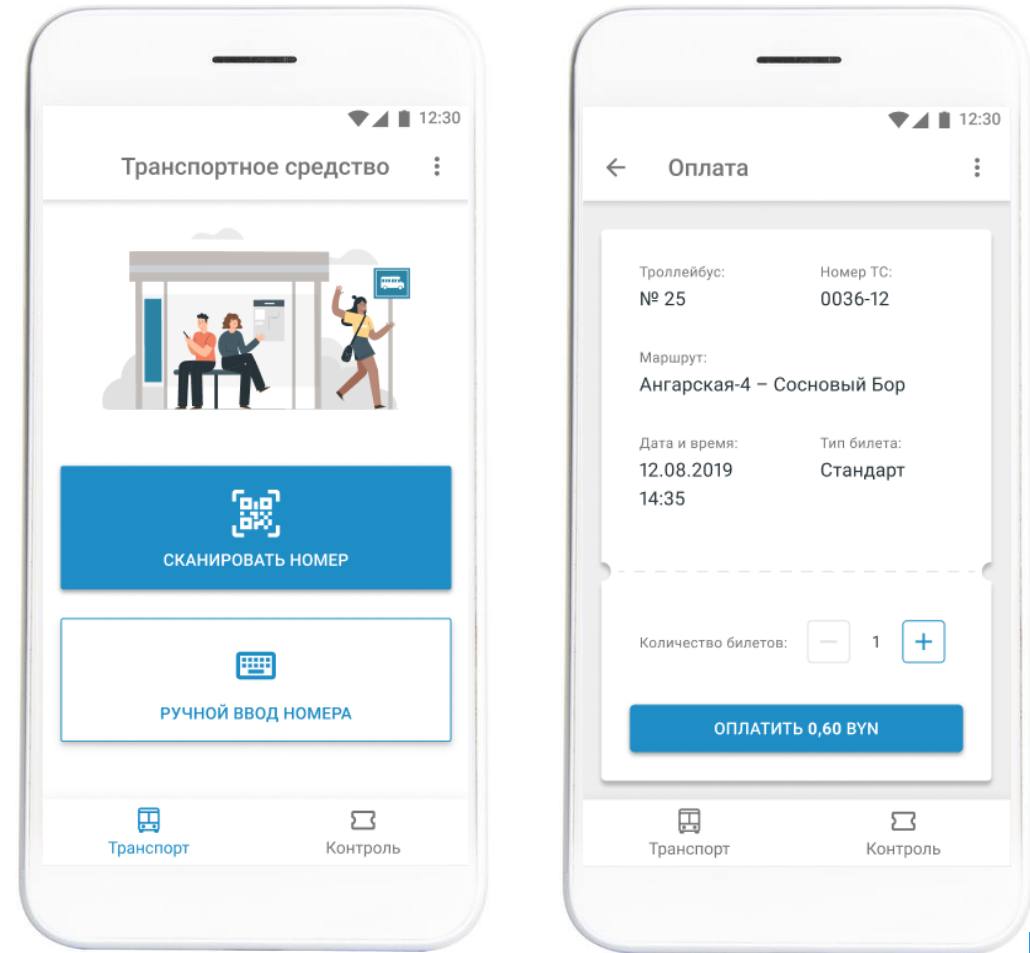 12:30
Транспортное средство
СКАНИРОВАТЬ НОМЕР
РУЧНОЙ ВВОД НОМЕРА
Транспорт
Контроль
12:30
Оплата
Троллейбус:
Номер ТС:
№ 25
0036-12
Маршрут:
Ангарская-4 – Сосновый Бор
Дата и время:
Тип билета:
12.08.2019
Стандарт
14:35
Количество билетов:
1
ОПЛАТИТЬ 0,60 BYN
Транспорт
Контроль